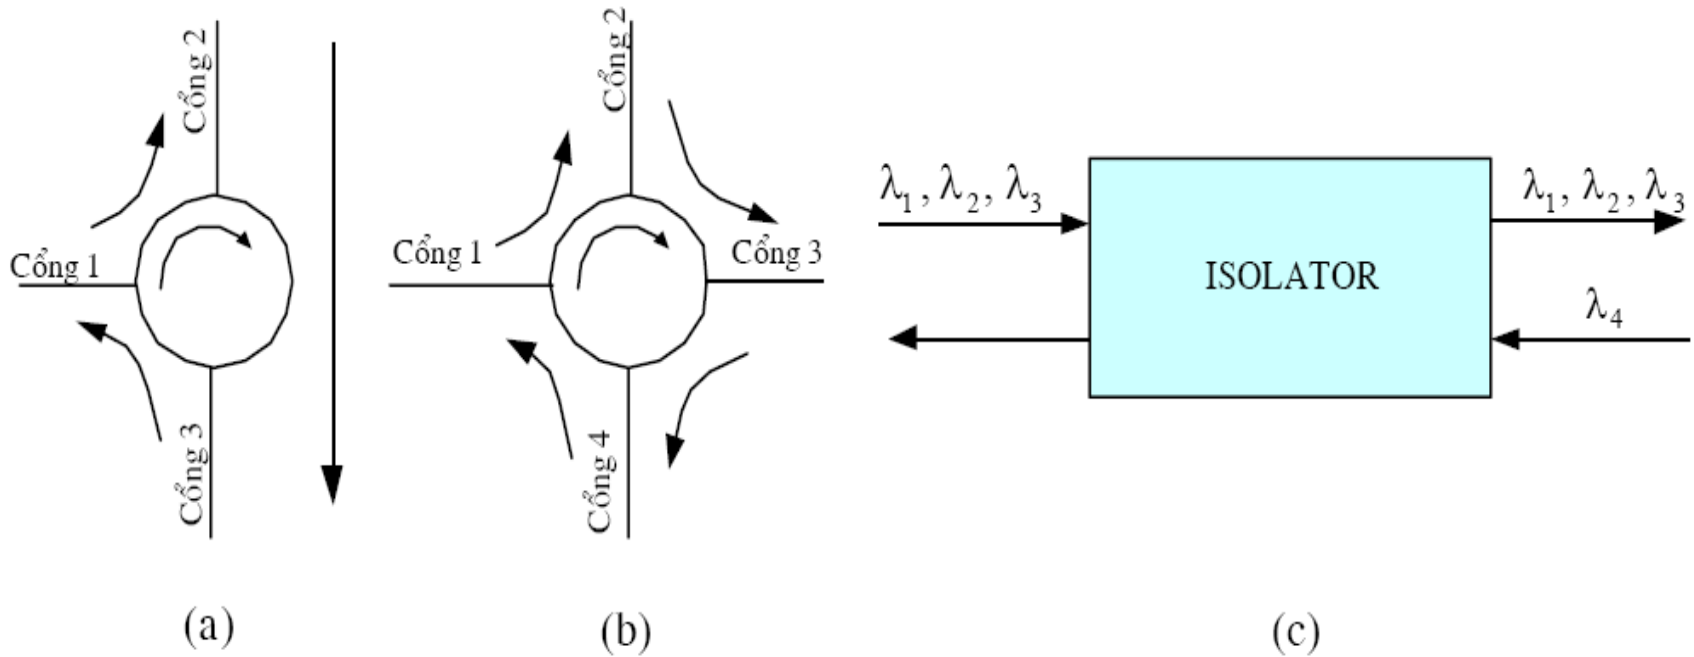 Cổng 2
Cổng 1
Cổng 3
(a)
Cổng 2
Cổng 1
Cổng 3
Cổng 4
(b)
λ1, λ2, λ3
ISOLATOR
λ1, λ2, λ3
λ4
(c)